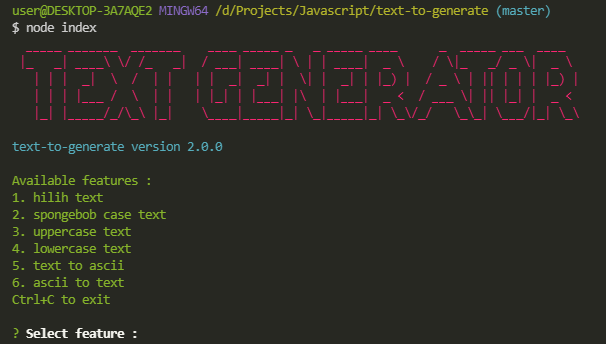 user@DESKTOP-3A7AQE2 MINGW64 /d/Projects/Javascript/text-to-generate (master)
$ node index
TEXT GENERATOR
text-to-generate version 2.0.0
Available features :
1. hilih text
2. spongebob case text
3. uppercase text
4. lowercase text
5. text to ascii
6. ascii to text
Ctrl+C to exit
? Select feature :